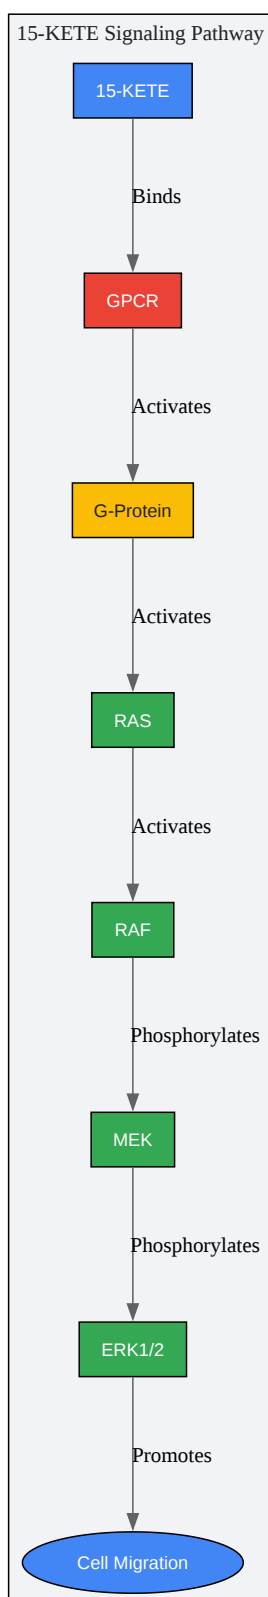 15-KETE Signaling Pathway
15-KETE
Binds
GPCR
Activates
G-Protein
Activates
RAS
Activates
RAF
Phosphorylates
MEK
Phosphorylates
ERK1/2
Promotes
Cell Migration